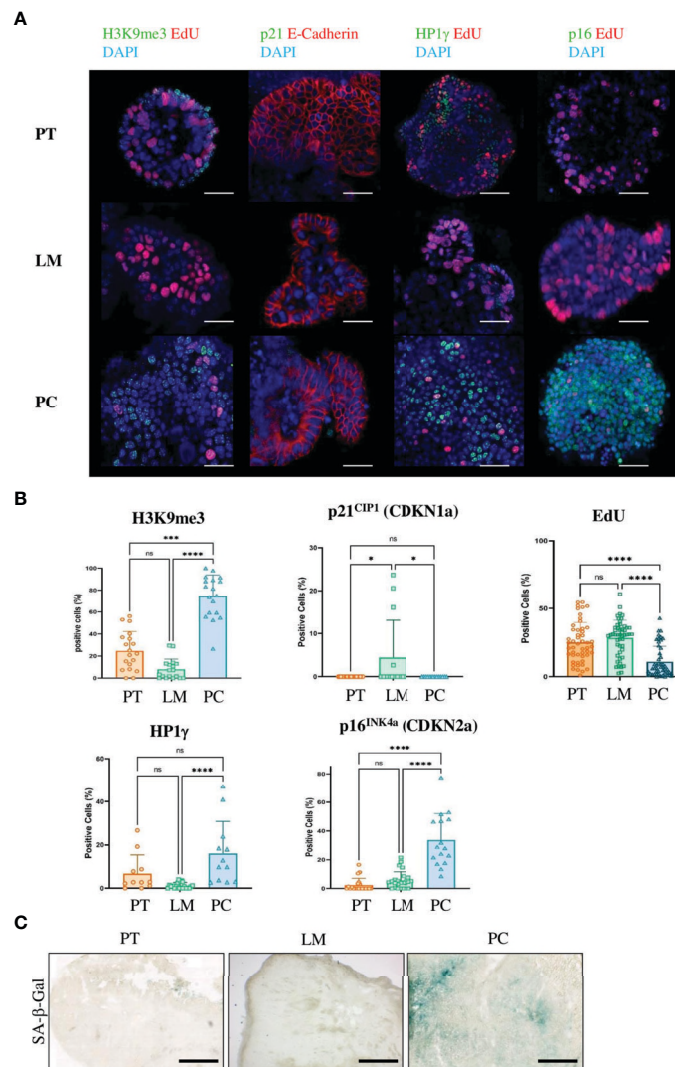 A
H3K9me3 EdU
DAPI
p21 E-Cadherin
DAPI
HP1γ EdU
DAPI
p16 EdU
DAPI
PT
LM
PC
B
H3K9me3
positive Cells (%)
100
80
60
40
20
0
***
ns
****
PT LM PC
p21CIP1 (CDKN1a)
Positive Cells (%)
30
20
10
0
ns
*
*
PT LM PC
EdU
Positive Cells (%)
100
50
0
****
ns
****
PT LM PC
HP1γ
Positive Cells (%)
60
40
20
0
ns
ns
****
PT LM PC
p16INK4a (CDKN2a)
Positive Cells (%)
100
80
60
40
20
0
****
ns
****
PT LM PC
C
PT LM PC
SA-β-Gal